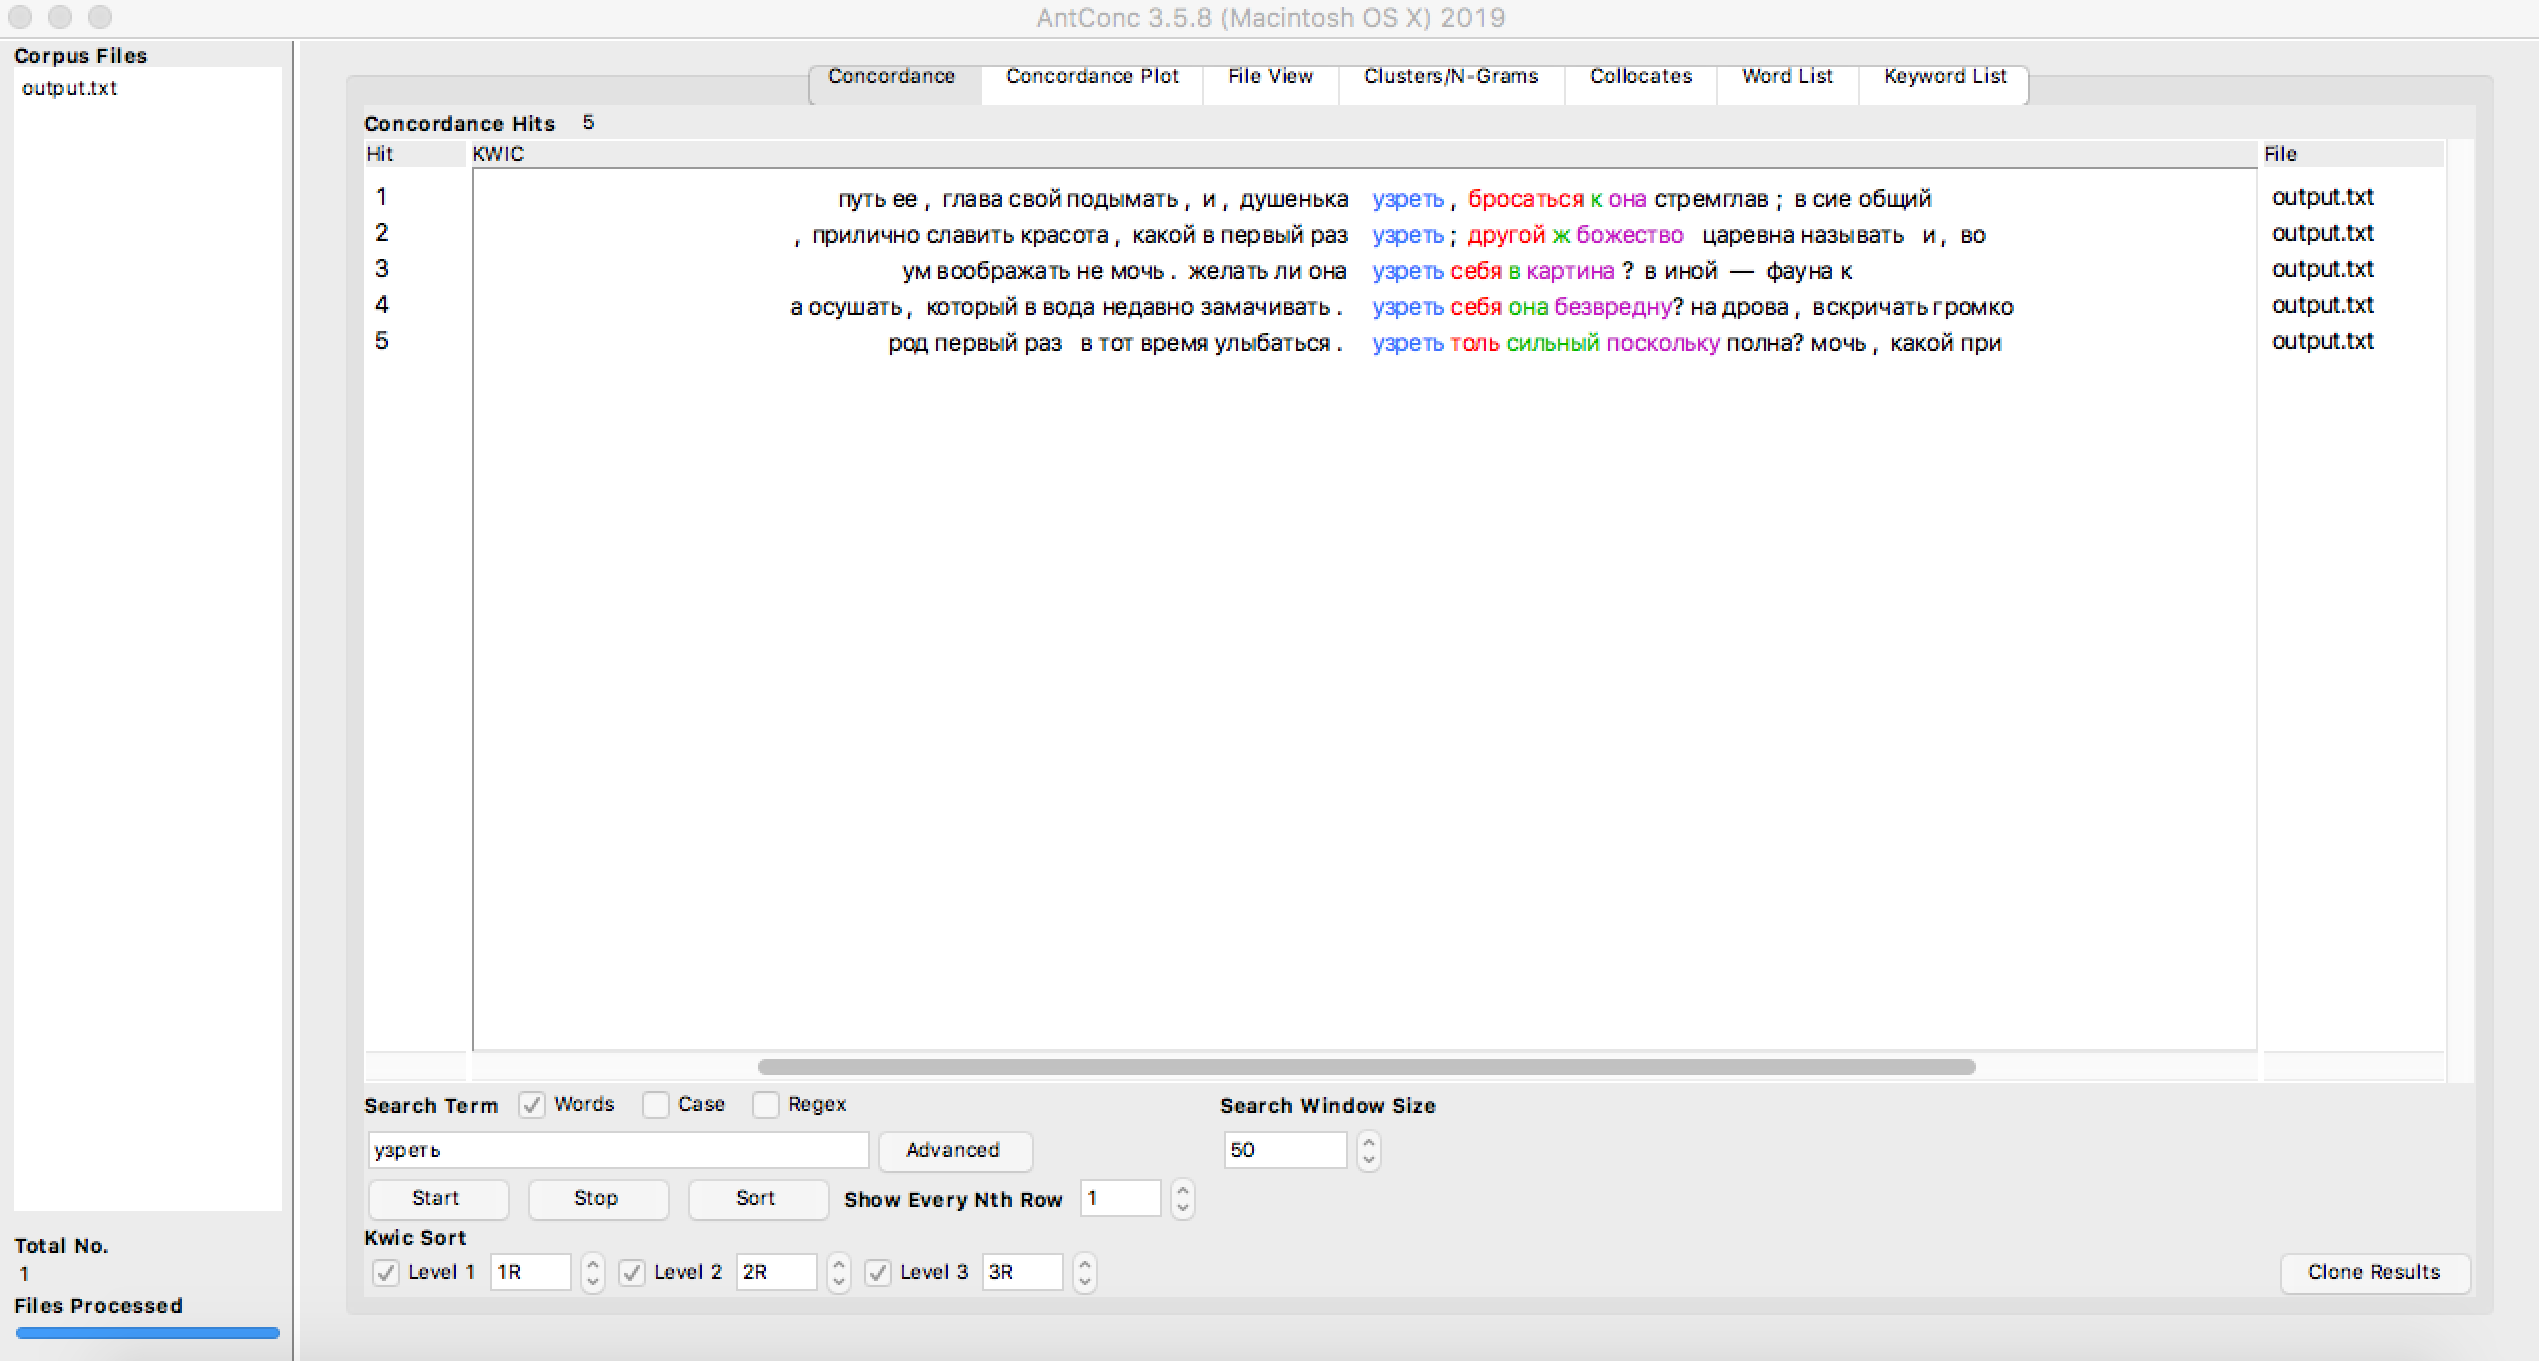 AntConc 3.5.8 (Macintosh OS X) 2019
Corpus Files
output.txt
Concordance Concordance Plot File View Clusters/N-Grams Collocates Word List Keyword List
Concordance Hits 5
Hit KWIC File
1 путь ее , глава свой подымать , и , душенька узреть , бросаться к она стремглав ; в сие общий output.txt
2 , прилично славить красота , какой в первый раз узреть ; другой ж божество царевна называть и , во output.txt
3 ум воображать не мочь . желать ли она узреть себя в картина ? в иной — фауна к output.txt
4 а осушать , который в вода недавно замачивать . узреть себя она безвредну? на дрова , вскричать громко output.txt
5 род первый раз в тот время улыбаться . узреть толь сильный поскольку полна? мочь , какой при output.txt
Search Term Words Case Regex Search Window Size
узреть Advanced 50
Start Stop Sort Show Every Nth Row 1
Kwic Sort
Level 1 1R Level 2 2R Level 3 3R Clone Results
Total No.
1
Files Processed